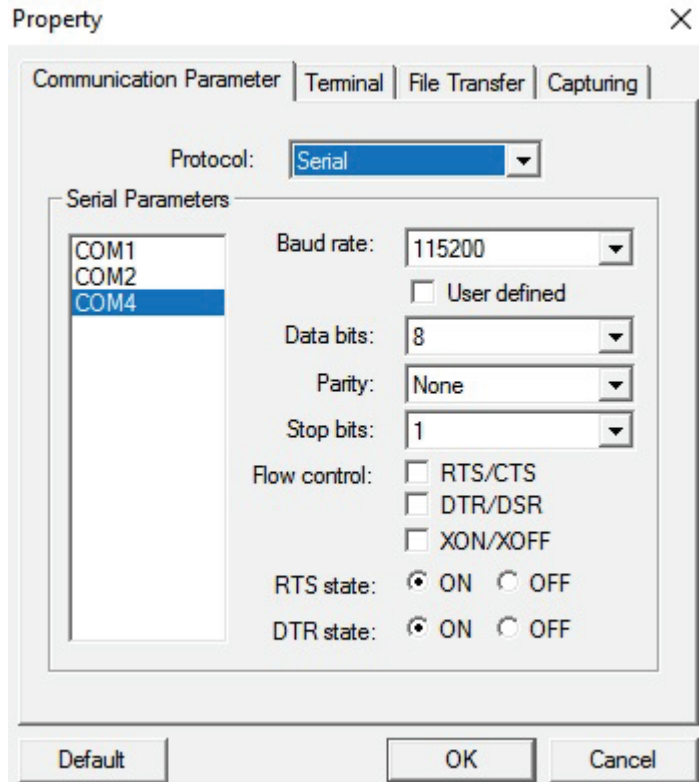 Property
Communication Parameter Terminal File Transfer Capturing
Protocol: Serial
Serial Parameters
COM1
COM2
COM4
Baud rate: 115200
User defined
Data bits: 8
Parity: None
Stop bits: 1
Flow control: RTS/CTS
DTR/DSR
XON/XOFF
RTS state: ON OFF
DTR state: ON OFF
Default OK Cancel